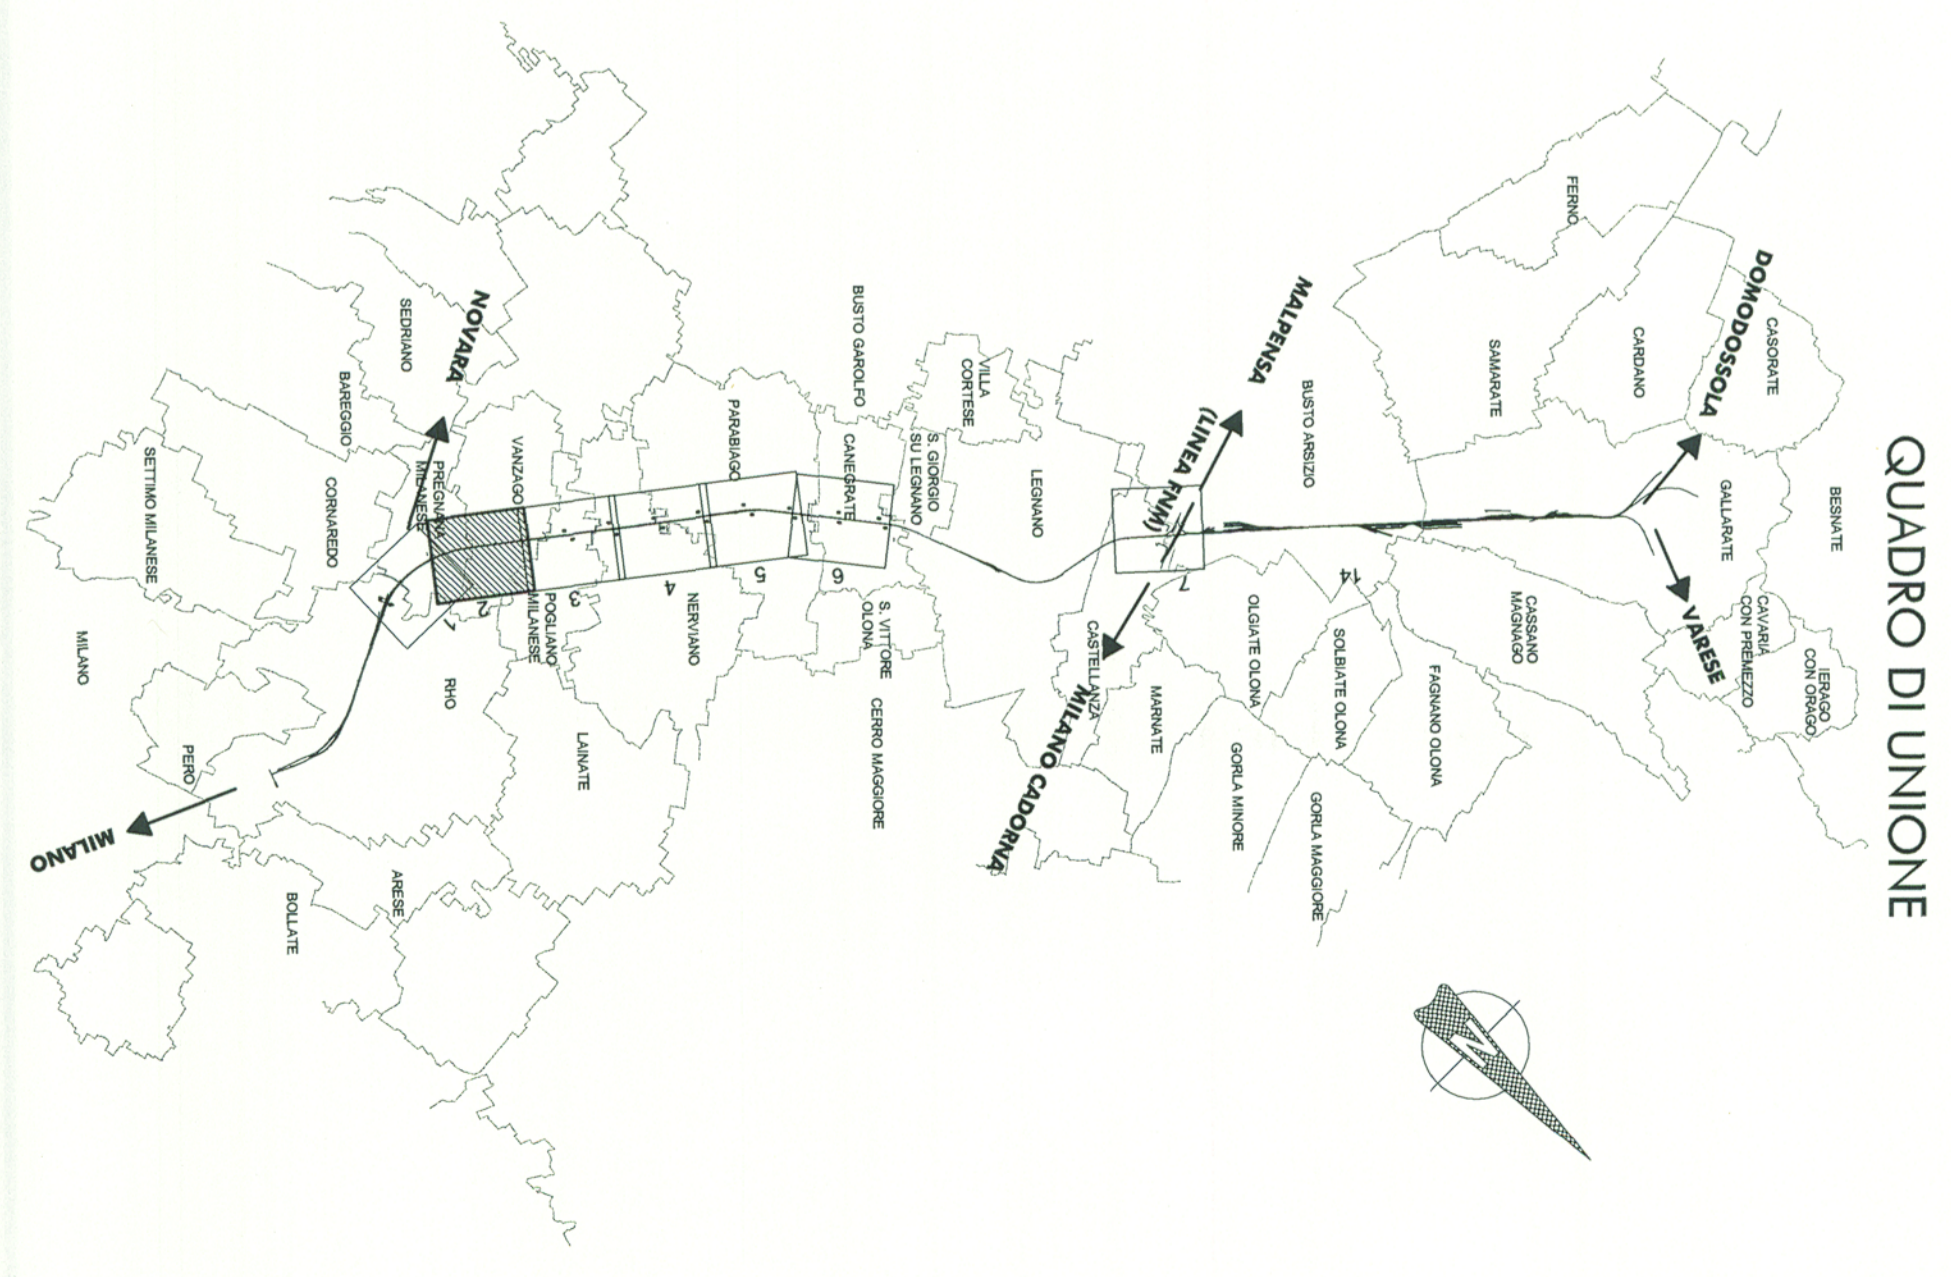 QUADRO DI UNIONE
BESNATE
IERAGO
CON ORAGO
CASORATE
CAVARIA
CON PREMEZZO
DOMODOSSOLA
GALLARATE
VARESE
CARDANO
FERNO
CASSANO
MAGNAGO
SAMARATE
FAGNANO OLONA
14
SOLBIATE OLONA
GORLA MAGGIORE
BUSTO ARSIZIO
MALPENSA
OLGIATE OLONA
GORLA MINORE
(LINEA FNM)
7
MARNATE
CASTELLANZA
MILANO CADORNA
LEGNANO
VILLA
CORTESE
S. GIORGIO
SU LEGNANO
S. VITTORE
OLONA
CERRO MAGGIORE
BUSTO GAROLFO
CANEGRATE
6
5
PARABIAGO
NERVIANO
4
3
LAINATE
POGLIANO
MILANESE
VANZAGO
2
NOVARA
1
RHO
PREGNANA
MILANESE
SEDRIANO
ARESE
BAREGGIO
CORNAREDO
BOLLATE
PERO
SETTIMO MILANESE
MILANO
MILANO
N